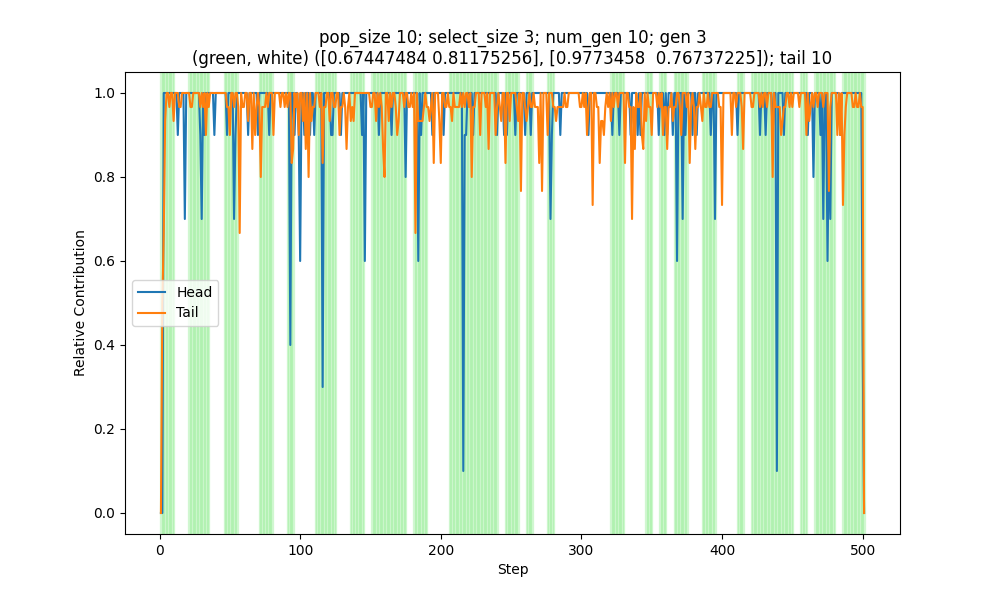 pop_size 10; select_size 3; num_gen 10; gen 3
(green, white) ([0.67447484 0.81175256], [0.9773458  0.76737225]); tail 10
1.0
0.8
0.6
0.4
0.2
0.0
Relative Contribution
Head
Tail
0
100
200
300
400
500
Step